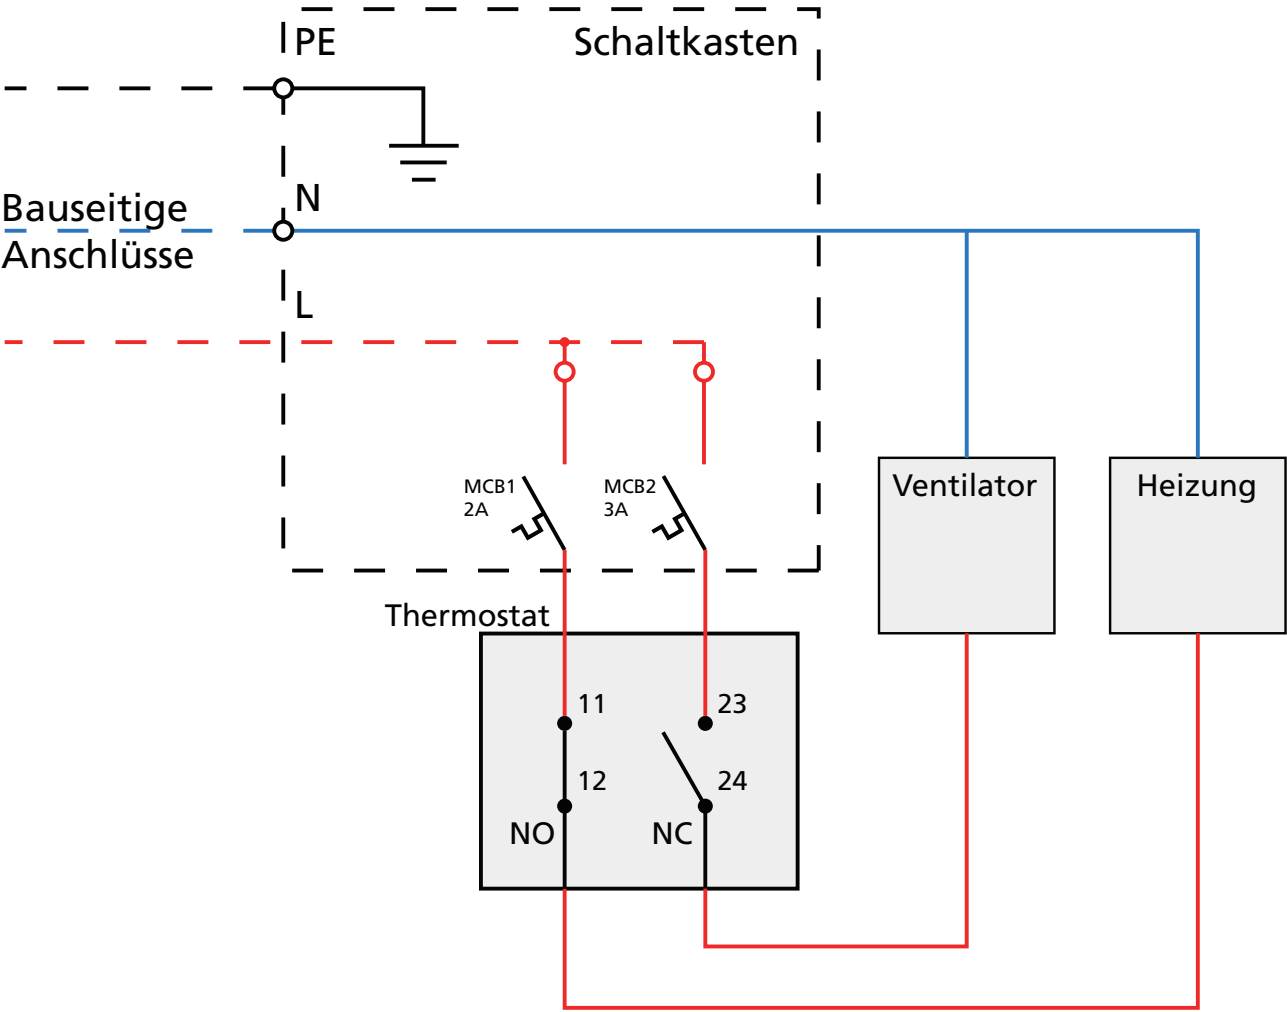 PE
Schaltkasten
N
Bauseitige
Anschlüsse
L
MCB1
2A
MCB2
3A
Ventilator
Heizung
Thermostat
11
23
12
24
NO
NC